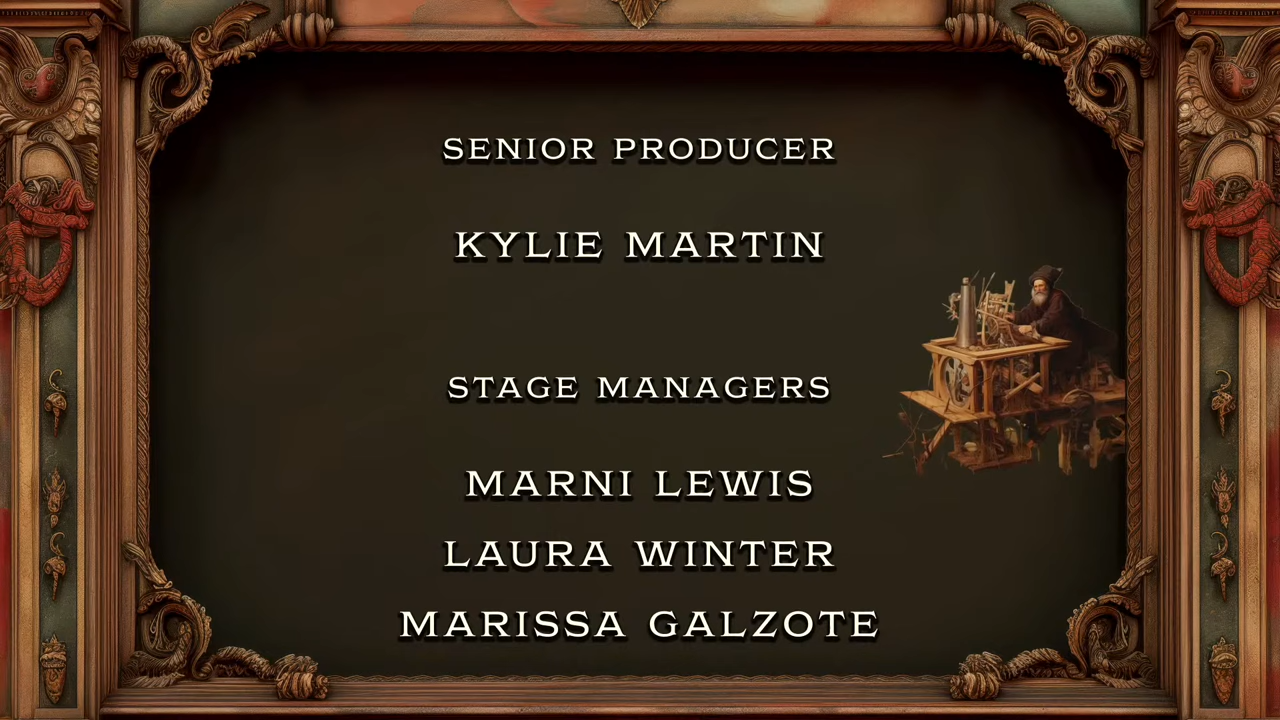 SENIOR PRODUCER
KYLIE MARTIN
STAGE MANAGERS
MARNI LEWIS
LAURA WINTER
MARISSA GALZOTE